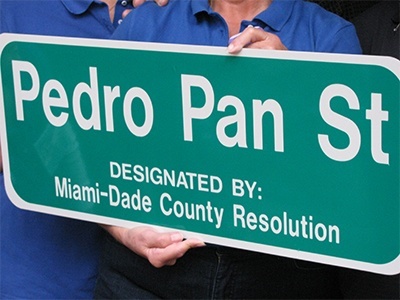 Pedro Pan St
DESIGNATED BY:
Miami-Dade County Resolution